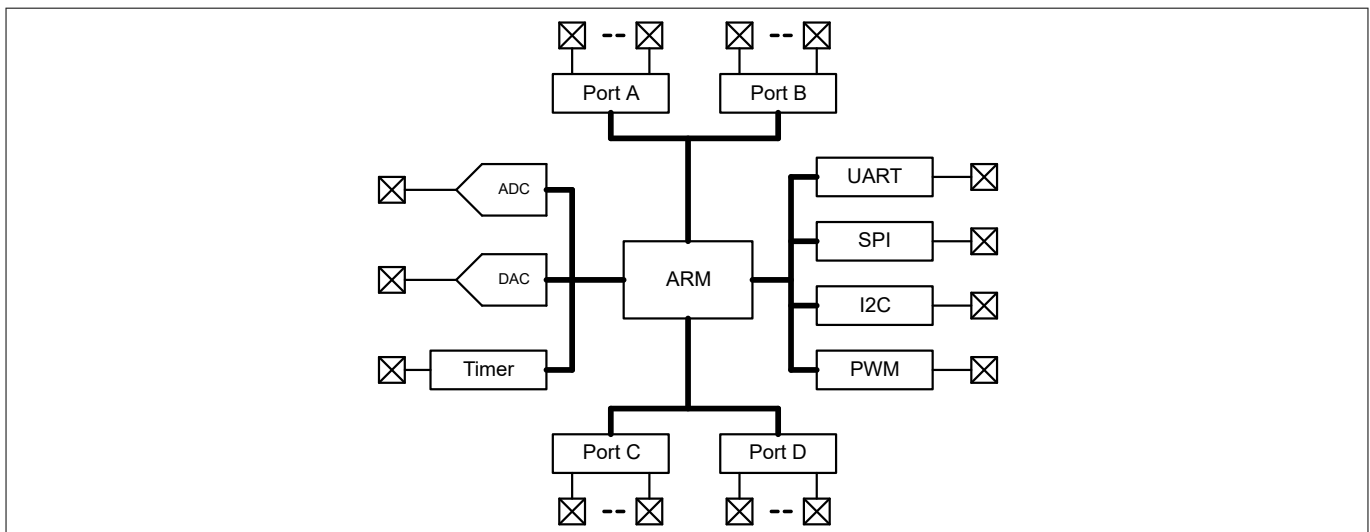 Port A
Port B
ADC
UART
SPI
DAC
ARM
I2C
Timer
PWM
Port C
Port D